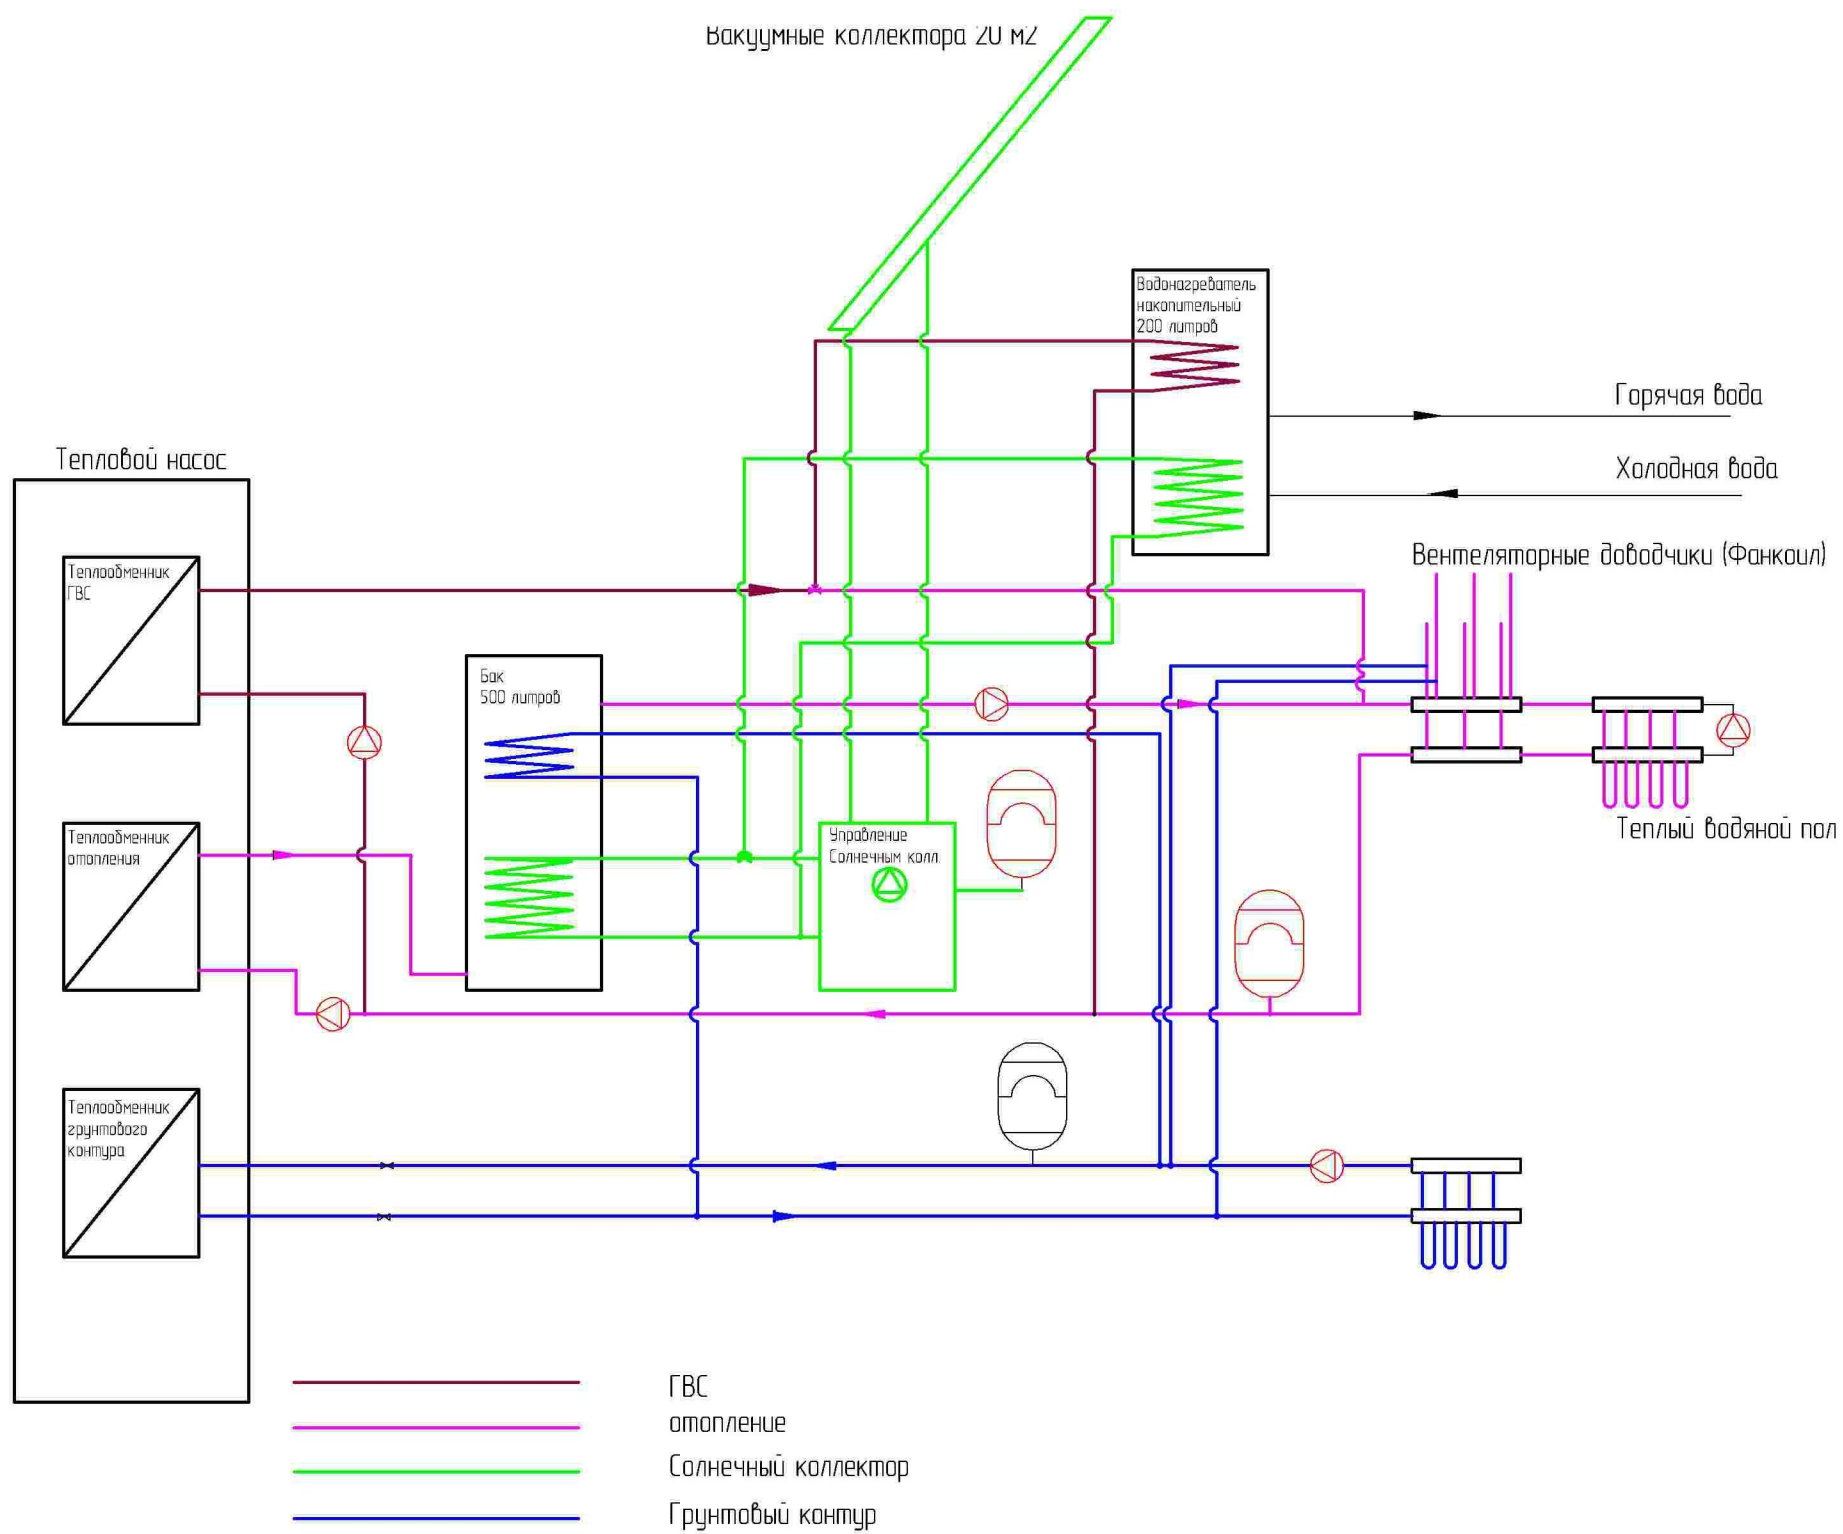 Вакуумные коллектора 20 м2
Водонагреватель
накопительный
200 литров
Горячая вода
Холодная вода
Тепловой насос
Вентеляторные доводчики (Фанкоил)
Теплообменник
ГВС
Бак
500 литров
Теплый водяной пол
Управление
Солнечным колл.
Теплообменник
отопления
Теплообменник
грунтового
контура
ГВС
отопление
Солнечный коллектор
Грунтовый контур